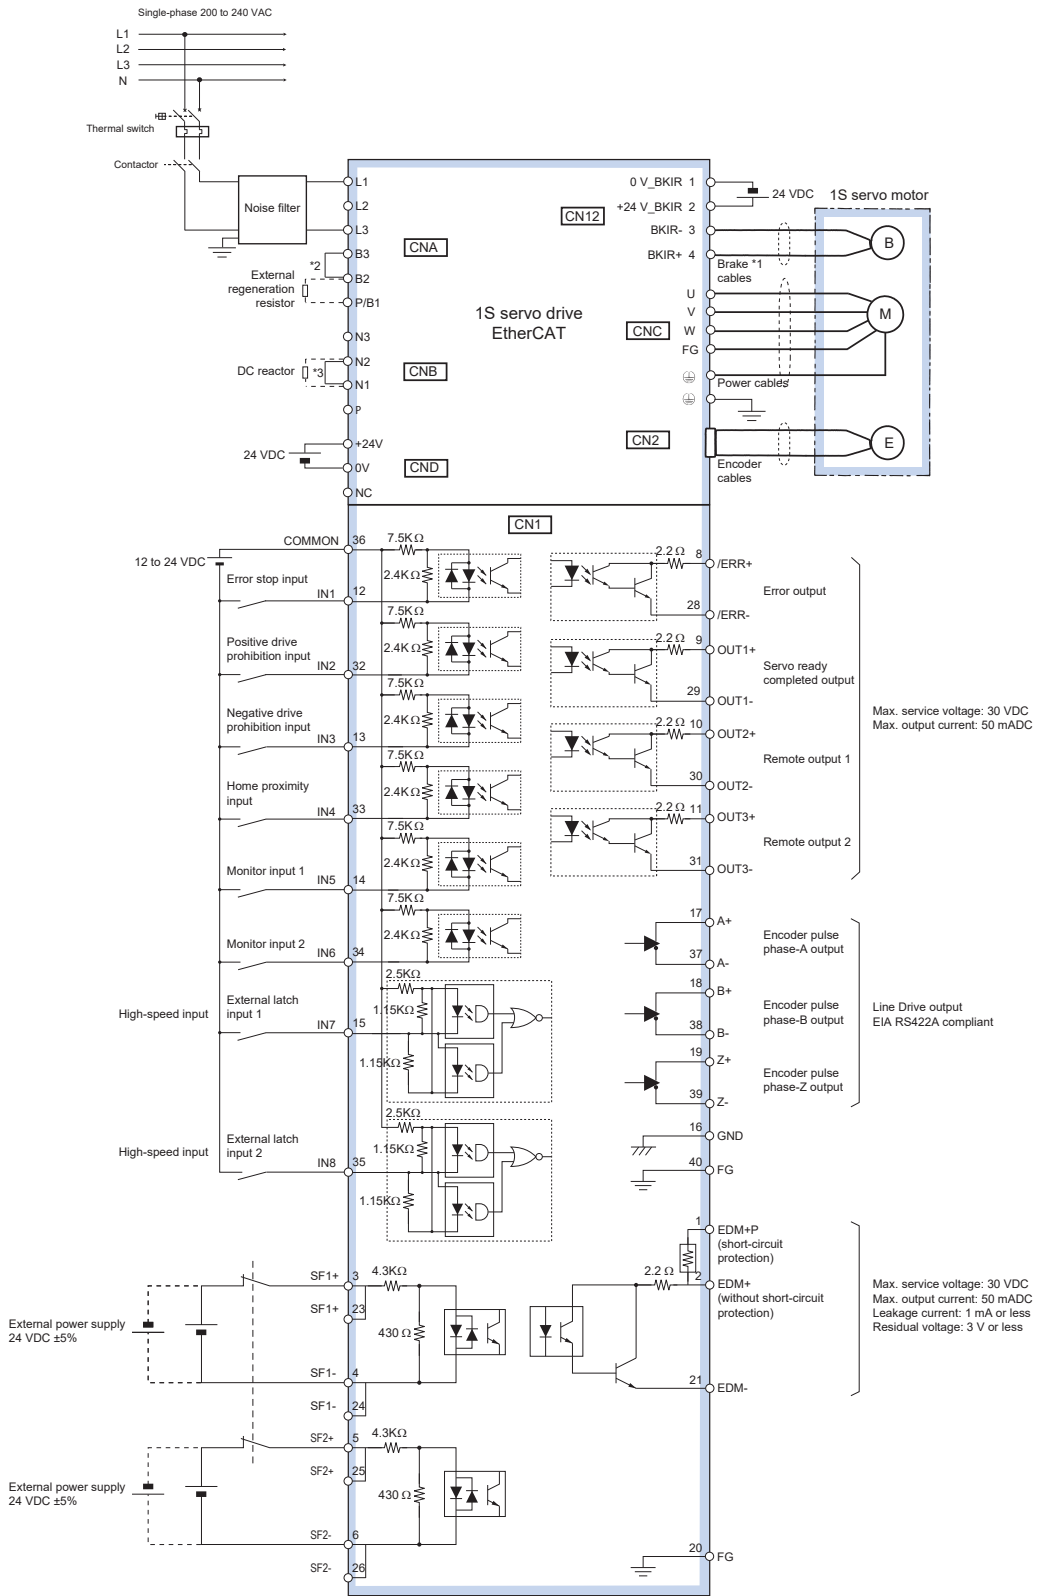 Single-phase 200 to 240 VAC
L1
L2
L3
N
Thermal switch
Contactor
Noise filter
L1
L2
L3
B3
*2
B2
P/B1
External
regeneration
resistor
N3
N2
DC reactor
*3
N1
P
+24V
24 VDC
0V
NC
CNA
CNB
CND
1S servo drive
EtherCAT
CN12
0 V_BKIR 1
+24 V_BKIR 2
BKIR- 3
BKIR+ 4
24 VDC
1S servo motor
B
Brake *1
cables
U
V
W
FG
CNC
M
Power cables
CN2
E
Encoder
cables
CN1
COMMON 36
12 to 24 VDC
7.5KΩ
2.4KΩ
Error stop input
IN1 12
7.5KΩ
2.4KΩ
Positive drive
prohibition input
IN2 32
7.5KΩ
2.4KΩ
Negative drive
prohibition input
IN3 13
7.5KΩ
2.4KΩ
Home proximity
input
IN4 33
7.5KΩ
2.4KΩ
Monitor input 1
IN5 14
7.5KΩ
2.4KΩ
Monitor input 2
IN6 34
2.5KΩ
1.15KΩ
1.15KΩ
High-speed input
External latch
input 1
IN7 15
2.5KΩ
1.15KΩ
1.15KΩ
High-speed input
External latch
input 2
IN8 35
2.2 Ω 8 /ERR+
Error output
28 /ERR-
2.2 Ω 9 OUT1+
Servo ready
completed output
29 OUT1-
2.2 Ω 10 OUT2+
Remote output 1
30 OUT2-
2.2 Ω 11 OUT3+
Remote output 2
31 OUT3-
Max. service voltage: 30 VDC
Max. output current: 50 mADC
17 A+
Encoder pulse
phase-A output
37 A-
18 B+
Encoder pulse
phase-B output
38 B-
19 Z+
Encoder pulse
phase-Z output
39 Z-
Line Drive output
EIA RS422A compliant
16 GND
40 FG
1 EDM+P
(short-circuit
protection)
2.2 Ω 2 EDM+
(without short-circuit
protection)
21 EDM-
Max. service voltage: 30 VDC
Max. output current: 50 mADC
Leakage current: 1 mA or less
Residual voltage: 3 V or less
SF1+ 3
4.3KΩ
SF1+ 23
430 Ω
External power supply
24 VDC ±5%
SF1- 4
SF1- 24
SF2+ 5
4.3KΩ
SF2+ 25
430 Ω
External power supply
24 VDC ±5%
SF2- 6
SF2- 26
20 FG